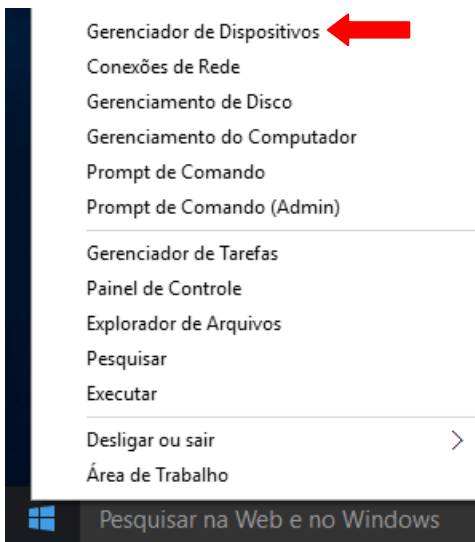 Gerenciador de Dispositivos
Conexões de Rede
Gerenciamento de Disco
Gerenciamento do Computador
Prompt de Comando
Prompt de Comando (Admin)
Gerenciador de Tarefas
Painel de Controle
Explorador de Arquivos
Pesquisar
Executar
Desligar ou sair
Área de Trabalho
Pesquisar na Web e no Windows